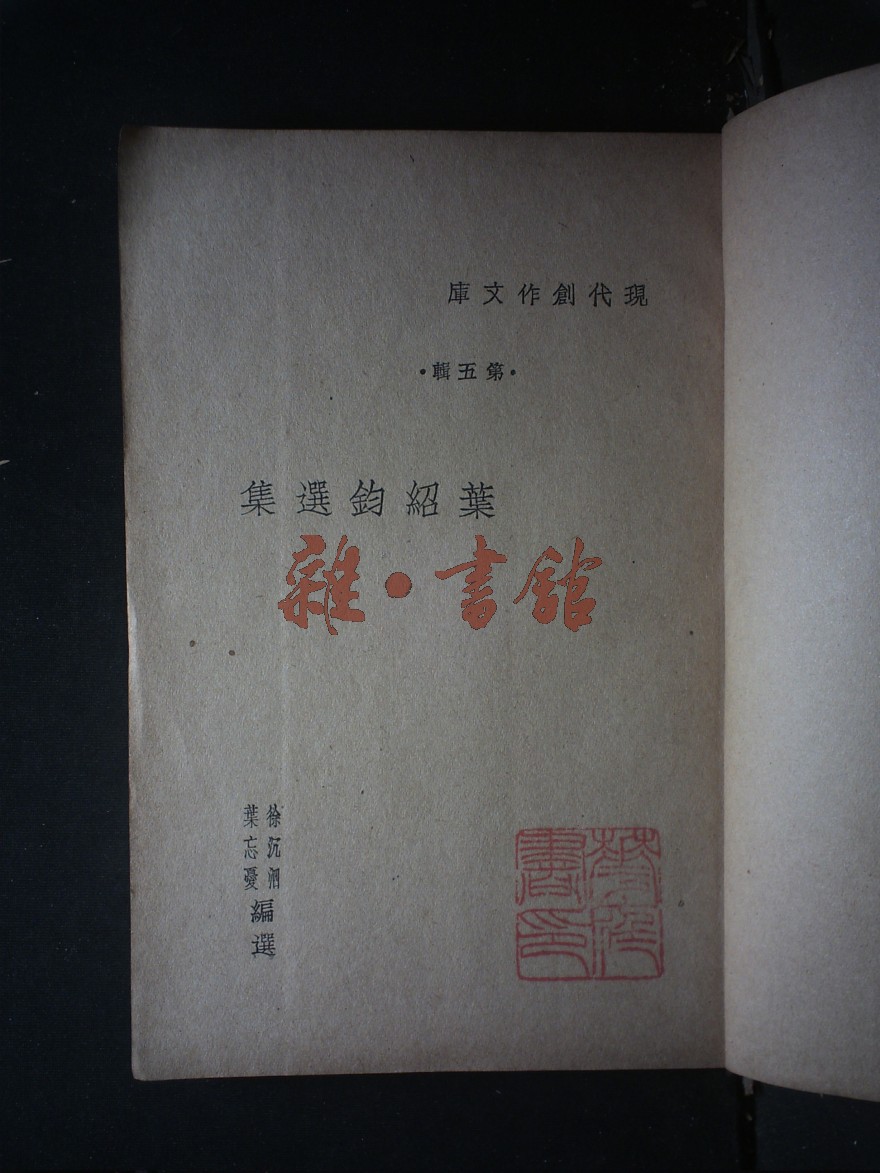 現代創作文庫
·第五輯·
葉紹鈞選集
雜·書館
徐沉泗
葉忘憂
編選